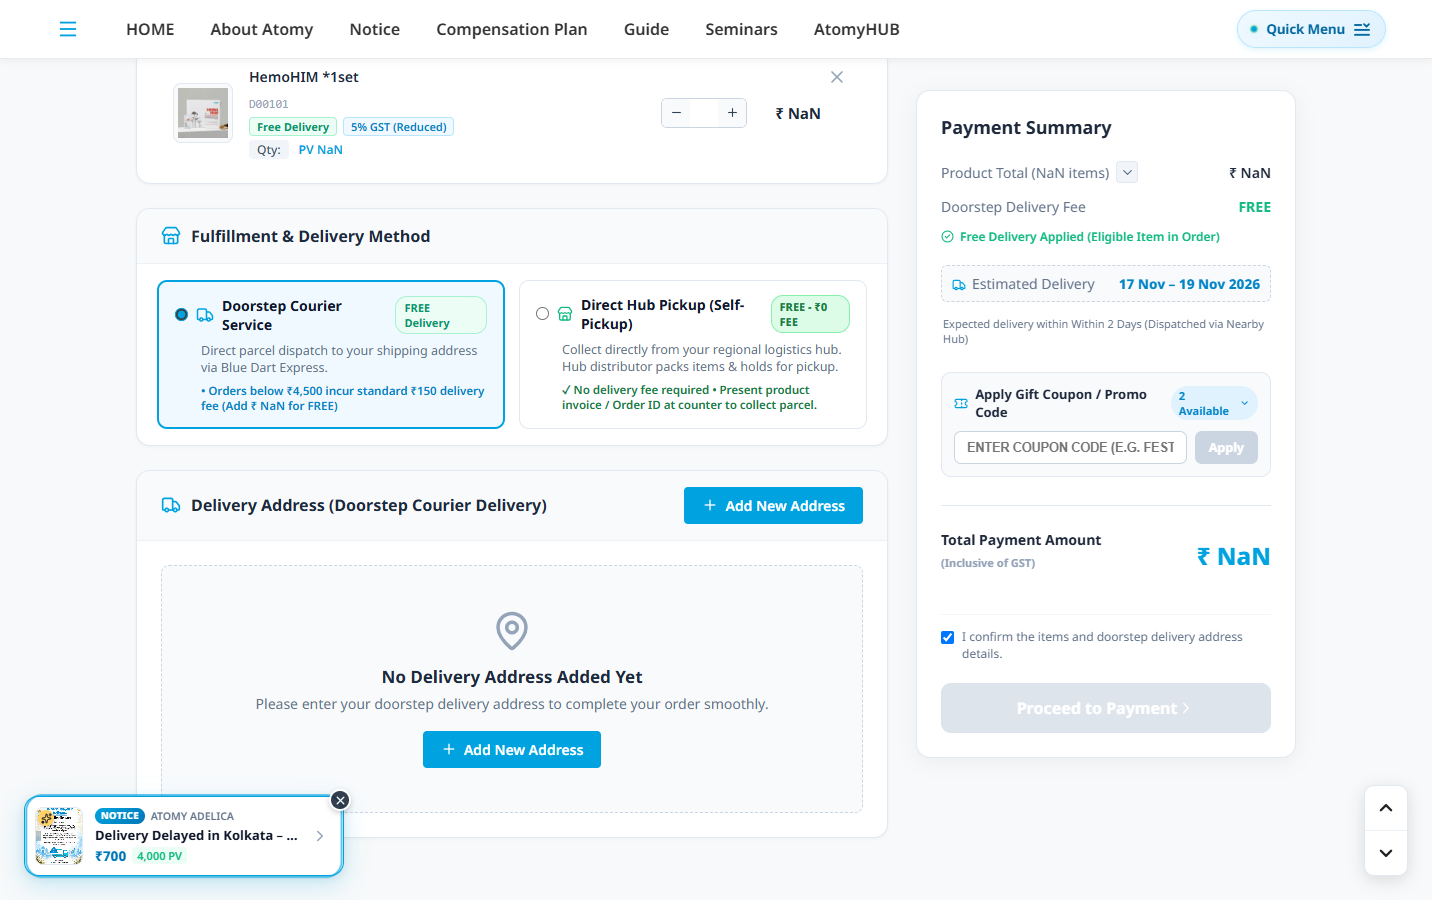 HOME
About Atomy
Notice
Compensation Plan
Guide
Seminars
AtomyHUB
Quick Menu
HemoHIM *1set
D00101
Free Delivery
5% GST (Reduced)
Qty:
PV NaN
−
+
₹ NaN
Fulfillment & Delivery Method
Doorstep Courier
Service
FREE
Delivery
Direct parcel dispatch to your shipping address
via Blue Dart Express.
• Orders below ₹4,500 incur standard ₹150 delivery
fee (Add ₹ NaN for FREE)
Direct Hub Pickup (Self-
Pickup)
FREE - ₹0
FEE
Collect directly from your regional logistics hub.
Hub distributor packs items & holds for pickup.
✓ No delivery fee required • Present product
invoice / Order ID at counter to collect parcel.
Delivery Address (Doorstep Courier Delivery)
+ Add New Address
No Delivery Address Added Yet
Please enter your doorstep delivery address to complete your order smoothly.
+ Add New Address
Payment Summary
Product Total (NaN items)
₹ NaN
Doorstep Delivery Fee
FREE
Free Delivery Applied (Eligible Item in Order)
Estimated Delivery
17 Nov – 19 Nov 2026
Expected delivery within Within 2 Days (Dispatched via Nearby
Hub)
Apply Gift Coupon / Promo
Code
2
Available
ENTER COUPON CODE (E.G. FEST
Apply
Total Payment Amount
(Inclusive of GST)
₹ NaN
I confirm the items and doorstep delivery address
details.
Proceed to Payment
NOTICE
ATOMY ADELICA
Delivery Delayed in Kolkata – ...
₹700
4,000 PV